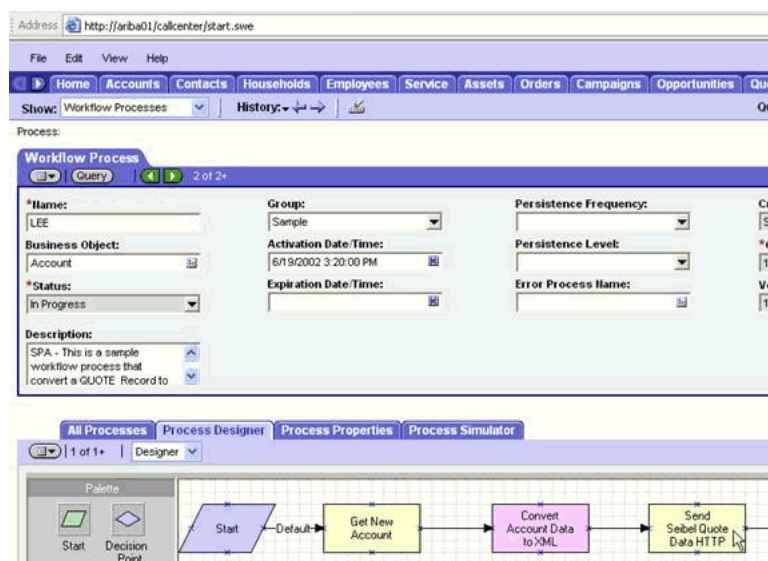 Address http://ariba01/callcenter/start.swe
File Edit View Help
Home Accounts Contacts Households Employees Service Assets Orders Campaigns Opportunities Qu
Show: Workflow Processes History:
Process:
Workflow Process
Query 2 of 2+
*Name: Group: Persistence Frequency:
LEE Sample
Business Object: Activation Date/Time: Persistence Level:
Account 6/19/2002 3:20:00 PM
*Status: Expiration Date/Time: Error Process Name:
In Progress
Description:
SPA - This is a sample
workflow process that
convert a QUOTE Record to
All Processes Process Designer Process Properties Process Simulator
1 of 1+ Designer
Palette
Start Decision
Point
Start Default Get New
Account
Convert
Account Data
to XML
Send
Seibel Quote
Data HTTP